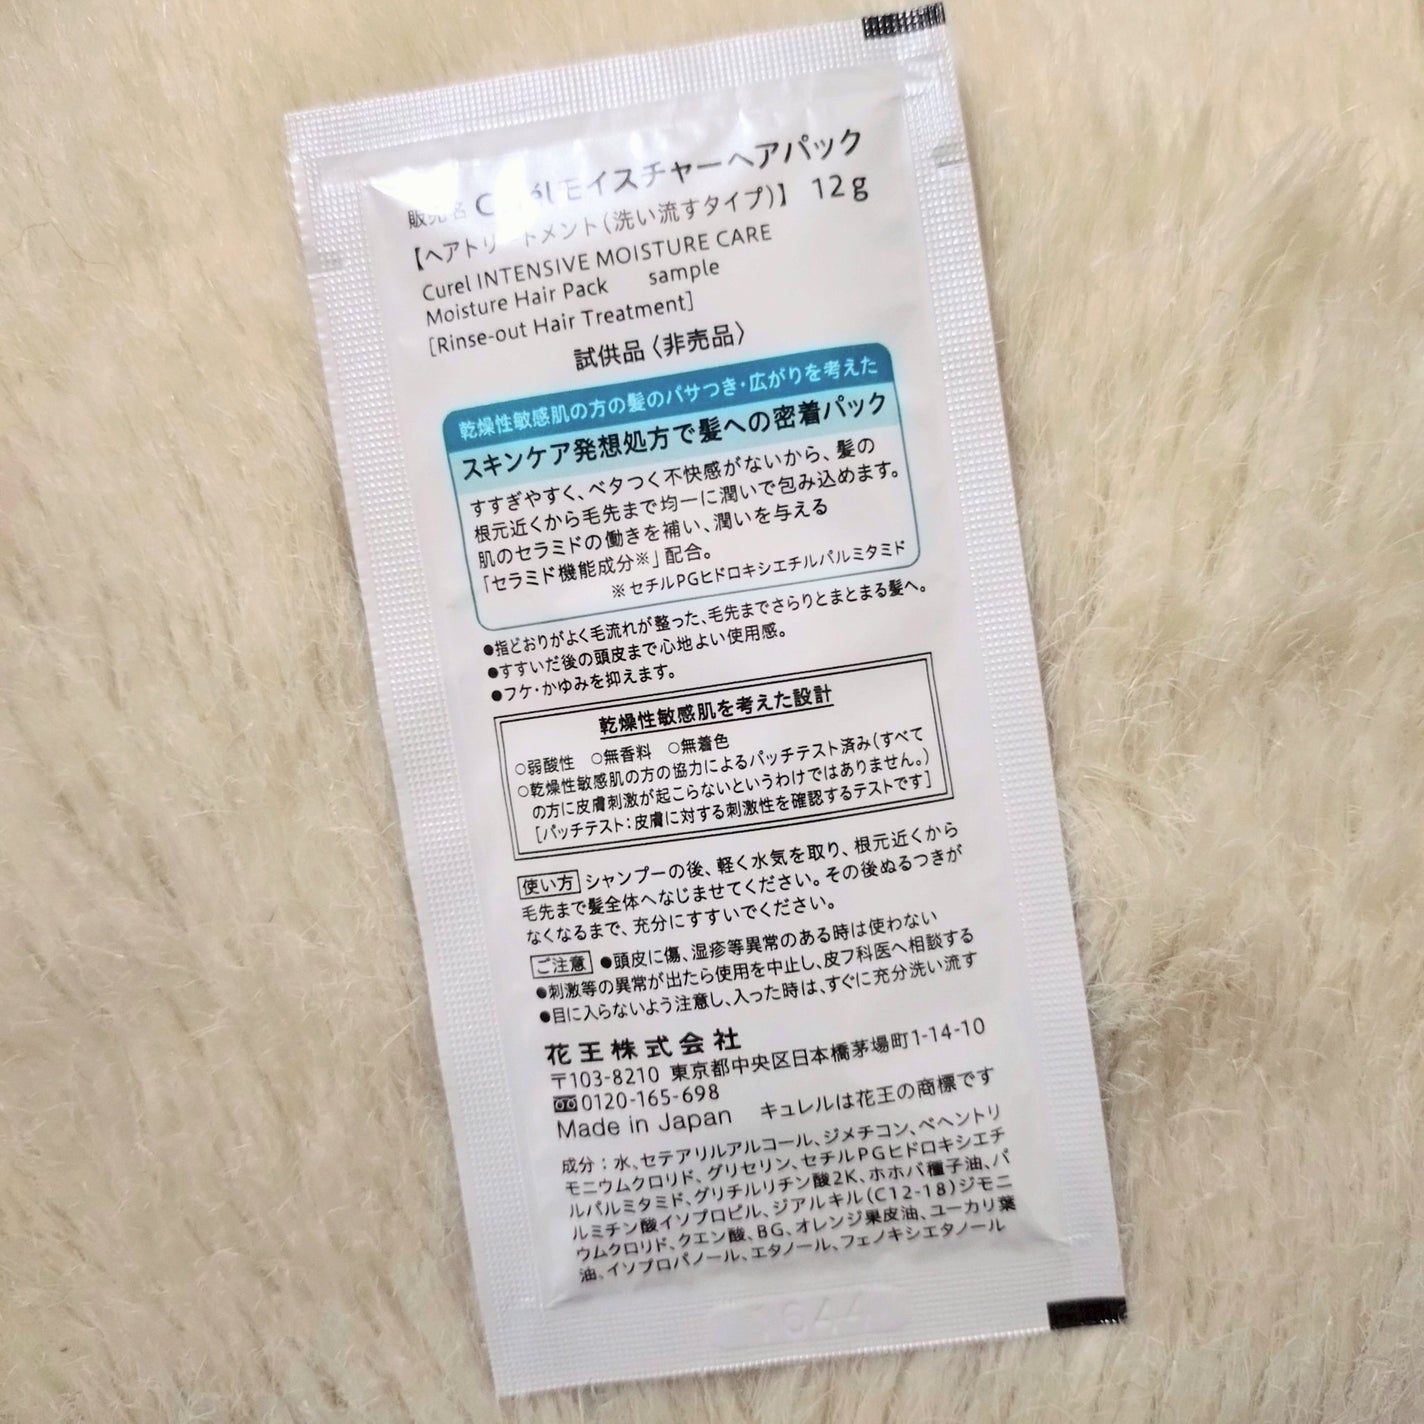 販売名 Curélモイスチャーヘアパック
【ヘアトリートメント(洗い流すタイプ)】 12g
Curel INTENSIVE MOISTURE CARE
Moisture Hair Pack sample
[Rinse-out Hair Treatment]
試供品〈非売品〉
乾燥性敏感肌の方の髪のパサつき・広がりを考えた
スキンケア発想処方で髪への密着パック
すすぎやすく、ベタつく不快感がないから、髪の
根元近くから毛先まで均一に潤いで包み込めます。
肌のセラミドの働きを補い、潤いを与える
「セラミド機能成分※」配合。
※セチルPGヒドロキシエチルパルミタミド
●指どおりがよく毛流れが整った、毛先までさらりとまとまる髪へ。
●すすいだ後の頭皮まで心地よい使用感。
●フケ・かゆみを抑えます。
乾燥性敏感肌を考えた設計
○弱酸性 ○無香料 ○無着色
○乾燥性敏感肌の方の協力によるパッチテスト済み(すべて
の方に皮膚刺激が起こらないというわけではありません。)
[パッチテスト:皮膚に対する刺激性を確認するテストです]
使い方 シャンプーの後、軽く水気を取り、根元近くから
毛先まで髪全体へなじませてください。その後ぬるつきが
なくなるまで、充分にすすいでください。
ご注意 ●頭皮に傷、湿疹等異常のある時は使わない
●刺激等の異常が出たら使用を中止し、皮フ科医へ相談する
●目に入らないよう注意し、入った時は、すぐに充分洗い流す
花王株式会社
〒103-8210 東京都中央区日本橋茅場町1-14-10
0120-165-698
Made in Japan キュレルは花王の商標です
成分:水、セテアリルアルコール、ジメチコン、ベヘントリ
モニウムクロリド、グリセリン、セチルPGヒドロキシエチ
ルパルミタミド、グリチルリチン酸2K、ホホバ種子油、パ
ルミチン酸イソプロピル、ジアルキル(C12-18)ジモニ
ウムクロリド、クエン酸、BG、オレンジ果皮油、ユーカリ葉
油、イソプロパノール、エタノール、フェノキシエタノール